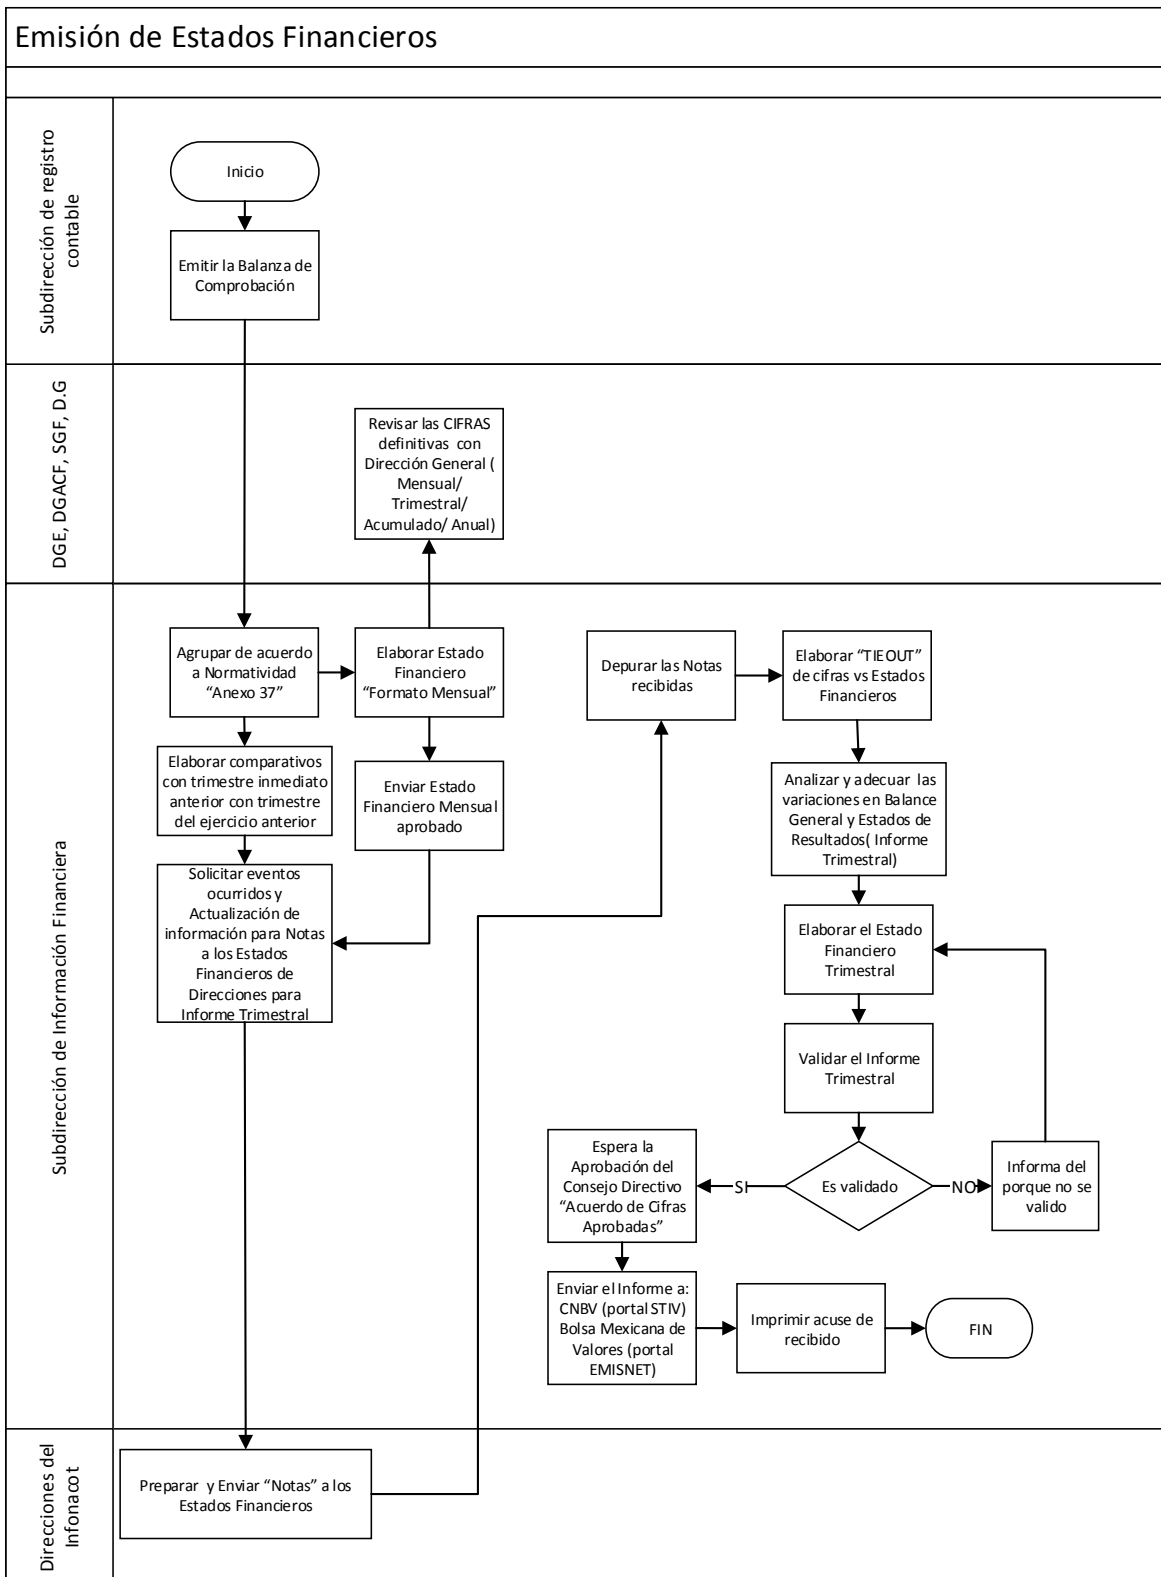 Emisión de Estados Financieros
Subdirección de registro
contable
Inicio
Emitir la Balanza de
Comprobación
DGE, DGACF, SGF, D.G
Revisar las CIFRAS
definitivas con
Dirección General (
Mensual/
Trimestral/
Acumulado/ Anual)
Subdirección de Información Financiera
Agrupar de acuerdo
a Normatividad
“Anexo 37”
Elaborar Estado
Financiero
“Formato Mensual”
Elaborar comparativos
con trimestre inmediato
anterior con trimestre
del ejercicio anterior
Enviar Estado
Financiero Mensual
aprobado
Solicitar eventos
ocurridos y
Actualización de
información para Notas
a los Estados
Financieros de
Direcciones para
Informe Trimestral
Depurar las Notas
recibidas
Elaborar “TIEOUT”
de cifras vs Estados
Financieros
Analizar y adecuar las
variaciones en Balance
General y Estados de
Resultados( Informe
Trimestral)
Elaborar el Estado
Financiero
Trimestral
Validar el Informe
Trimestral
Es validado
SI
NO
Informa del
porque no se
valido
Espera la
Aprobación del
Consejo Directivo
“Acuerdo de Cifras
Aprobadas”
Enviar el Informe a:
CNBV (portal STIV)
Bolsa Mexicana de
Valores (portal
EMISNET)
Imprimir acuse de
recibido
FIN
Direcciones del
Infonacot
Preparar y Enviar “Notas” a los
Estados Financieros